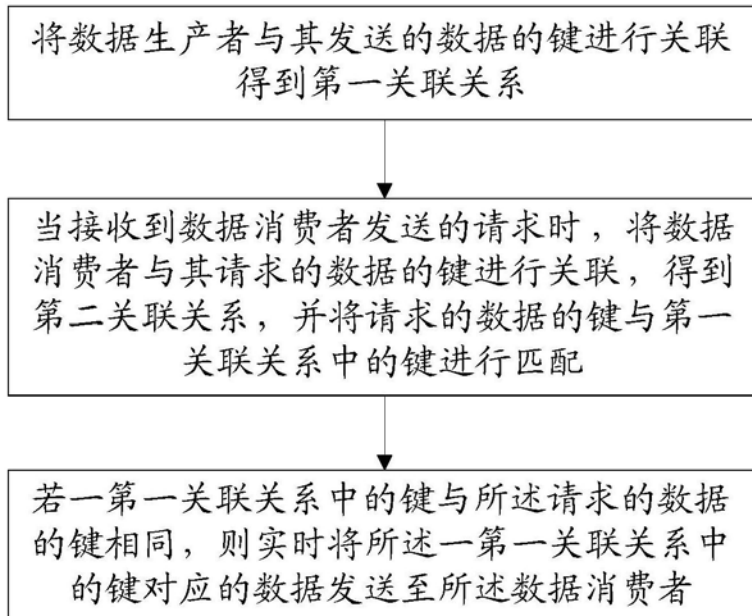 将数据生产者与其发送的数据的键进行关联
得到第一关联关系
当接收到数据消费者发送的请求时，将数据
消费者与其请求的数据的键进行关联，得到
第二关联关系，并将请求的数据的键与第一
关联关系中的键进行匹配
若一第一关联关系中的键与所述请求的数据
的键相同，则实时将所述一第一关联关系中
的键对应的数据发送至所述数据消费者